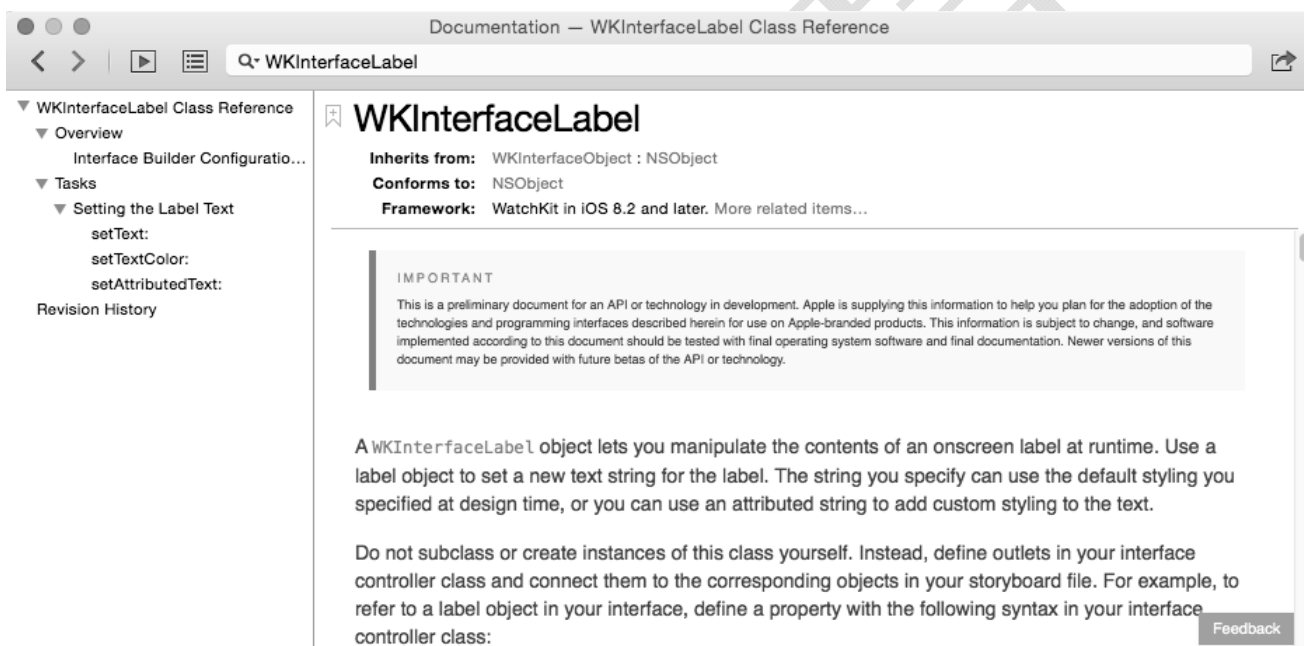 Documentation — WKInterfaceLabel Class Reference
WKInterfaceLabel
WKInterfaceLabel Class Reference
Overview
Interface Builder Configuratio...
Tasks
Setting the Label Text
setText:
setTextColor:
setAttributedText:
Revision History
WKInterfaceLabel
Inherits from: WKInterfaceObject : NSObject
Conforms to: NSObject
Framework: WatchKit in iOS 8.2 and later. More related items...
IMPORTANT
This is a preliminary document for an API or technology in development. Apple is supplying this information to help you plan for the adoption of the
technologies and programming interfaces described herein for use on Apple-branded products. This information is subject to change, and software
implemented according to this document should be tested with final operating system software and final documentation. Newer versions of this
document may be provided with future betas of the API or technology.
A WKInterfaceLabel object lets you manipulate the contents of an onscreen label at runtime. Use a
label object to set a new text string for the label. The string you specify can use the default styling you
specified at design time, or you can use an attributed string to add custom styling to the text.
Do not subclass or create instances of this class yourself. Instead, define outlets in your interface
controller class and connect them to the corresponding objects in your storyboard file. For example, to
refer to a label object in your interface, define a property with the following syntax in your interface
controller class:
Feedback